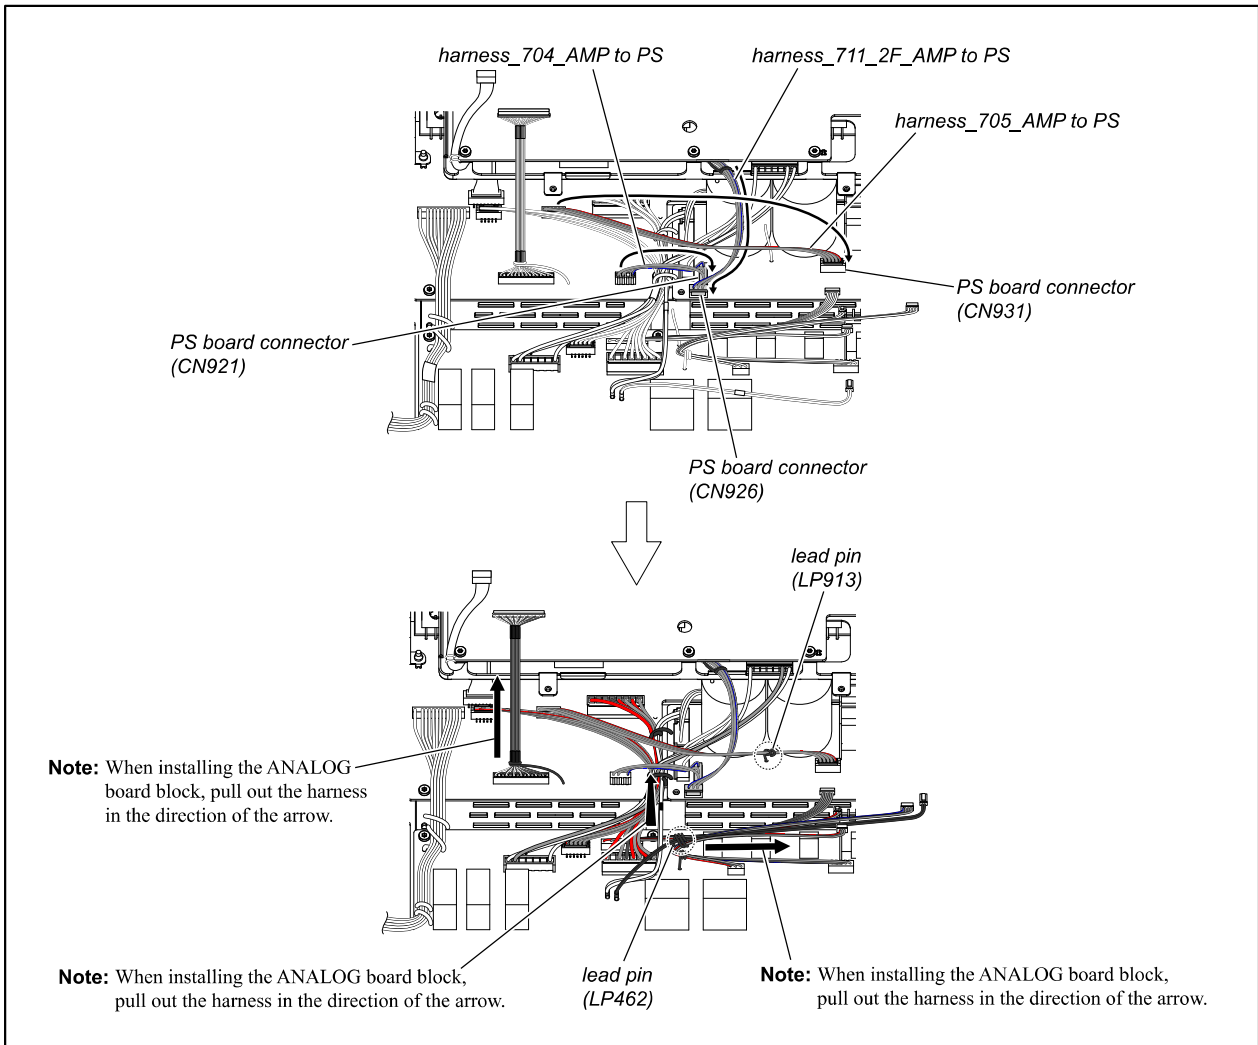 harness_704_AMP to PS
harness_711_2F_AMP to PS
harness_705_AMP to PS
PS board connector
(CN931)
PS board connector
(CN921)
PS board connector
(CN926)
lead pin
(LP913)
Note: When installing the ANALOG
board block, pull out the harness
in the direction of the arrow.
Note: When installing the ANALOG board block,
pull out the harness in the direction of the arrow.
lead pin
(LP462)
Note: When installing the ANALOG board block,
pull out the harness in the direction of the arrow.